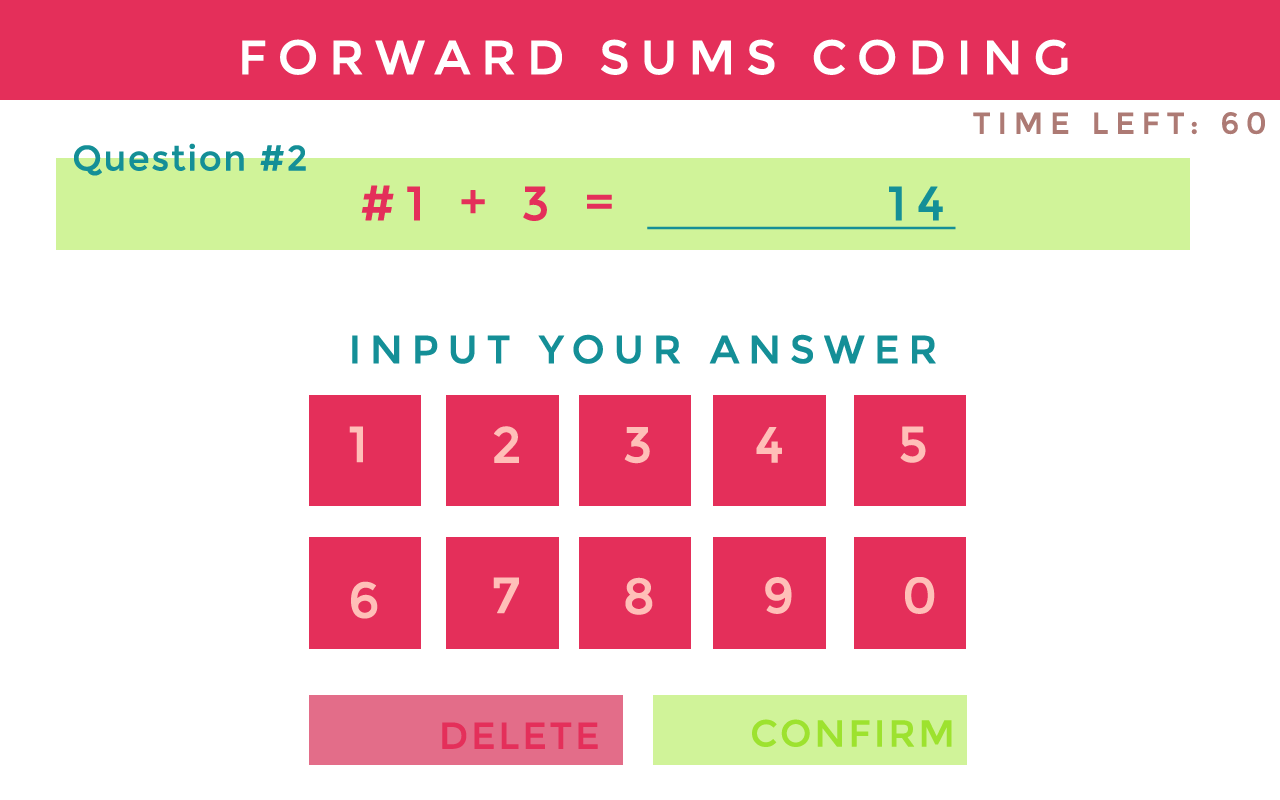 FORWARD SUMS CODING
TIME LEFT: 60
Question #2
#1 + 3 = 14
INPUT YOUR ANSWER
1 2 3 4 5
6 7 8 9 0
DELETE CONFIRM